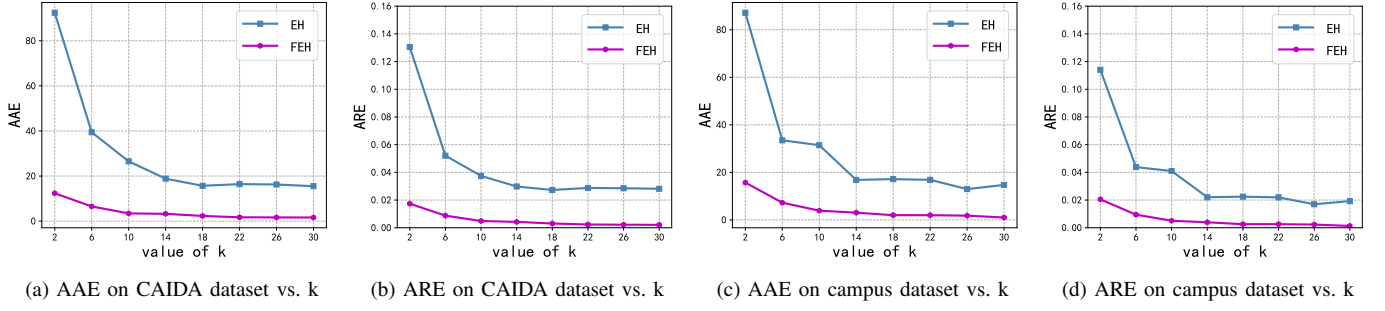 AAE
80
60
40
20
0
EH
FEH
2 6 10 14 18 22 26 30
value of k
(a) AAE on CAIDA dataset vs. k
ARE
0.16
0.14
0.12
0.10
0.08
0.06
0.04
0.02
0.00
EH
FEH
2 6 10 14 18 22 26 30
value of k
(b) ARE on CAIDA dataset vs. k
AAE
80
60
40
20
0
EH
FEH
2 6 10 14 18 22 26 30
value of k
(c) AAE on campus dataset vs. k
ARE
0.16
0.14
0.12
0.10
0.08
0.06
0.04
0.02
0.00
EH
FEH
2 6 10 14 18 22 26 30
value of k
(d) ARE on campus dataset vs. k